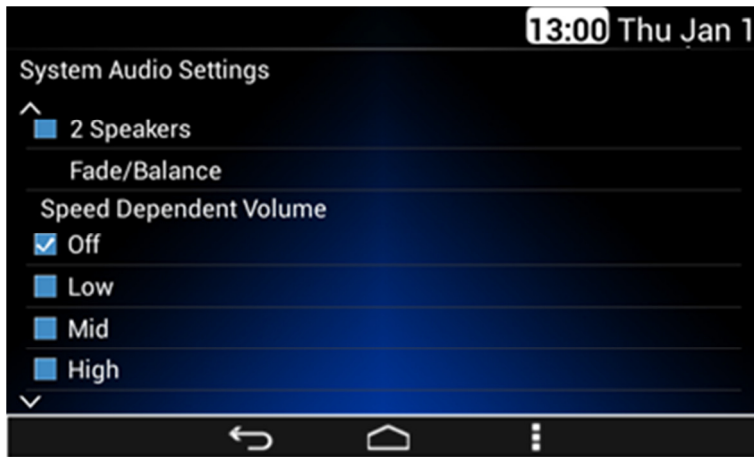 13:00 Thu Jan 1
System Audio Settings
2 Speakers
Fade/Balance
Speed Dependent Volume
Off
Low
Mid
High